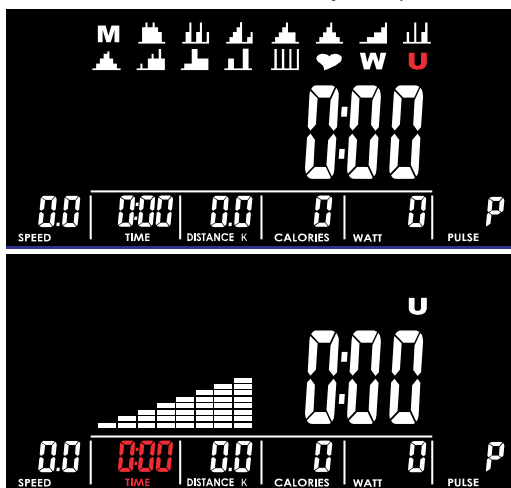 M
W U
0:00
0.0 0:00 0.0 0 0 P
SPEED TIME DISTANCE K CALORIES WATT PULSE
U
0:00
0.0 0:00 0.0 0 0 P
SPEED TIME DISTANCE K CALORIES WATT PULSE